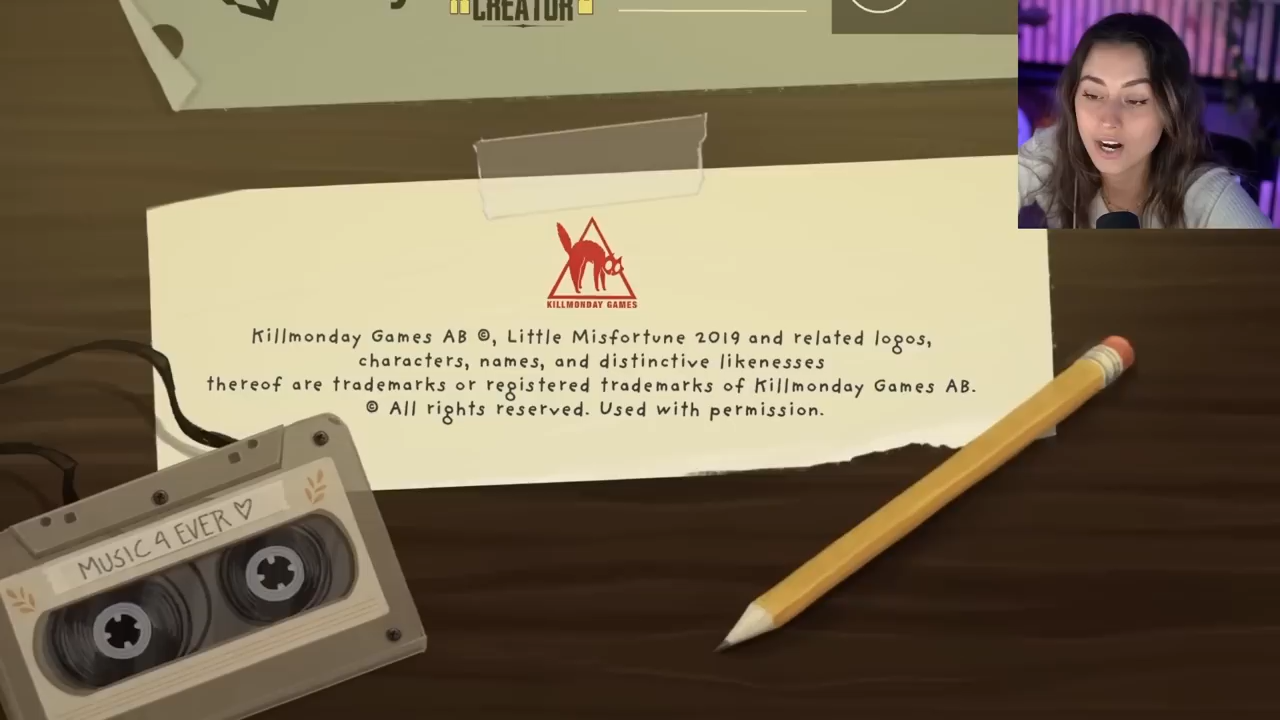 CREATOR
KILLMONDAY GAMES
Killmonday Games AB ©, Little Misfortune 2019 and related logos,
characters, names, and distinctive likenesses
thereof are trademarks or registered trademarks of Killmonday Games AB.
© All rights reserved. Used with permission.
MUSIC 4 EVER ♡